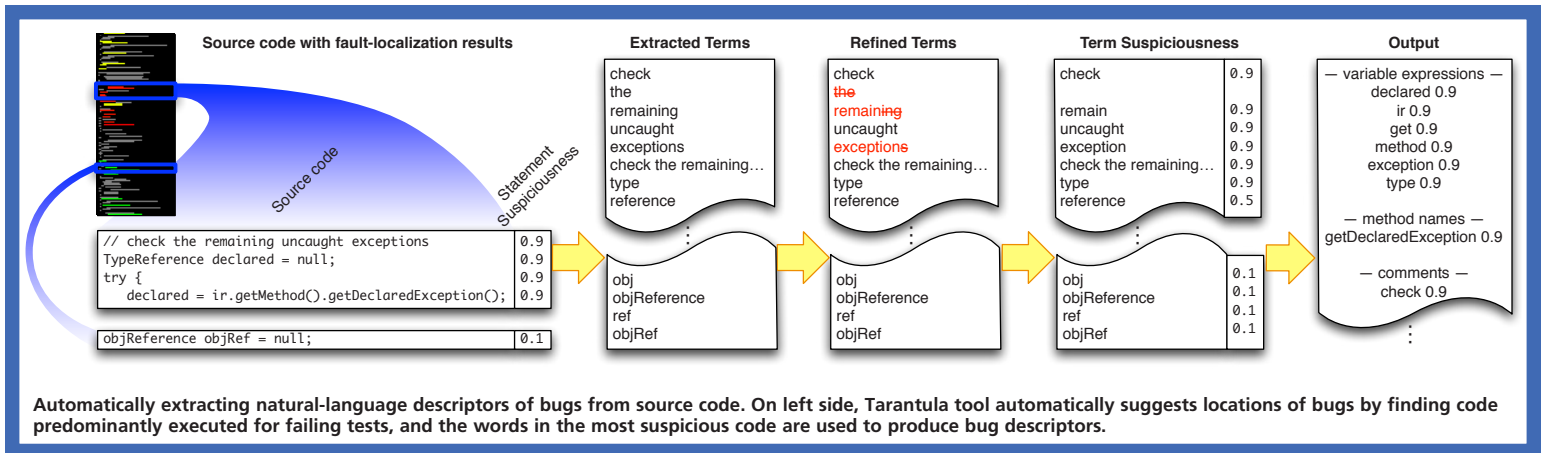 Source code with fault-localization results
Source code
Statement
Suspiciousness
// check the remaining uncaught exceptions 0.9
TypeReference declared = null; 0.9
try { 0.9
declared = ir.getMethod().getDeclaredException(); 0.9
objReference objRef = null; 0.1
Extracted Terms
check
the
remaining
uncaught
exceptions
check the remaining…
type
reference
⋮
obj
objReference
ref
objRef
Refined Terms
check
the
remaining
uncaught
exceptions
check the remaining…
type
reference
⋮
obj
objReference
ref
objRef
Term Suspiciousness
check 0.9
remain 0.9
uncaught 0.9
exception 0.9
check the remaining… 0.9
type 0.9
reference 0.5
⋮
obj 0.1
objReference 0.1
ref 0.1
objRef 0.1
Output
— variable expressions —
declared 0.9
ir 0.9
get 0.9
method 0.9
exception 0.9
type 0.9
— method names —
getDeclaredException 0.9
— comments —
check 0.9
⋮
Automatically extracting natural-language descriptors of bugs from source code. On left side, Tarantula tool automatically suggests locations of bugs by finding code
predominantly executed for failing tests, and the words in the most suspicious code are used to produce bug descriptors.